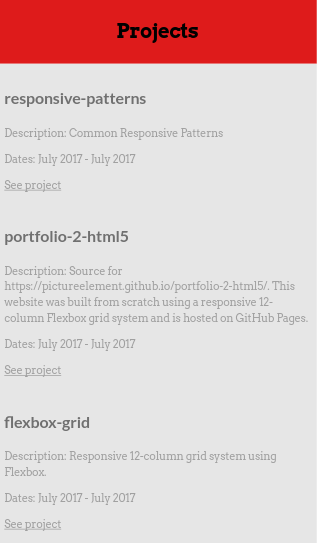 Projects
responsive-patterns
Description: Common Responsive Patterns
Dates: July 2017 - July 2017
See project
portfolio-2-html5
Description: Source for
https://pictureelement.github.io/portfolio-2-html5/. This
website was built from scratch using a responsive 12-
column Flexbox grid system and is hosted on GitHub Pages.
Dates: July 2017 - July 2017
See project
flexbox-grid
Description: Responsive 12-column grid system using
Flexbox.
Dates: July 2017 - July 2017
See project